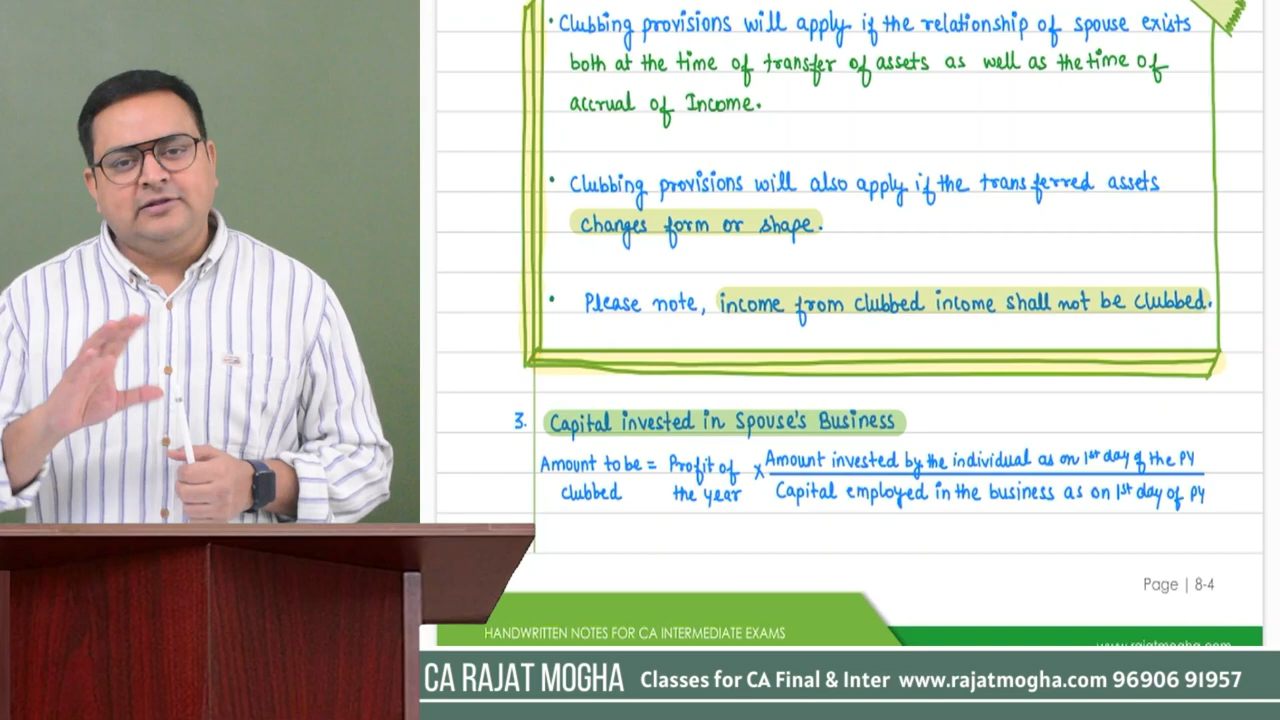 • Clubbing provisions will apply if the relationship of spouse exists
both at the time of transfer of assets as well as the time of
accrual of Income.
• Clubbing provisions will also apply if the transferred assets
changes form or shape.
• Please note, income from clubbed income shall not be clubbed.
3. Capital invested in Spouse's Business
Amount to be clubbed = Profit of the year x Amount invested by the individual as on 1st day of the PY
Capital employed in the business as on 1st day of PY
Page | 8-4
HANDWRITTEN NOTES FOR CA INTERMEDIATE EXAMS
www.rajatmogha.com
CA RAJAT MOGHA Classes for CA Final & Inter www.rajatmogha.com 96906 91957